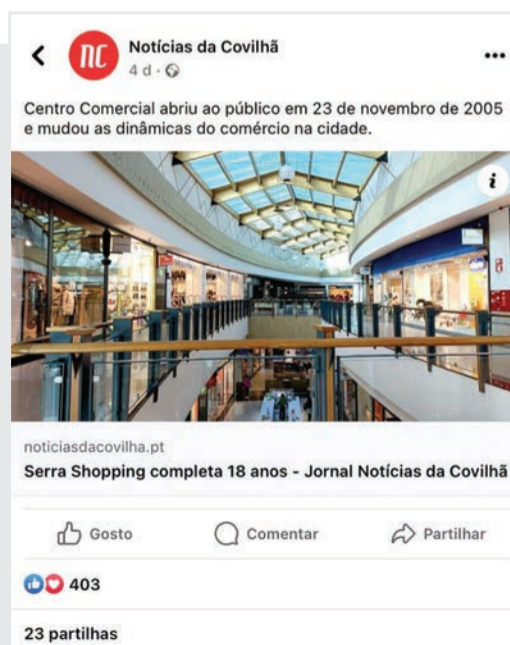 NC
Notícias da Covilhã
4 d ·
Centro Comercial abriu ao público em 23 de novembro de 2005
e mudou as dinâmicas do comércio na cidade.
i
noticiasdacovilha.pt
Serra Shopping completa 18 anos - Jornal Notícias da Covilhã
Gosto
Comentar
Partilhar
403
23 partilhas